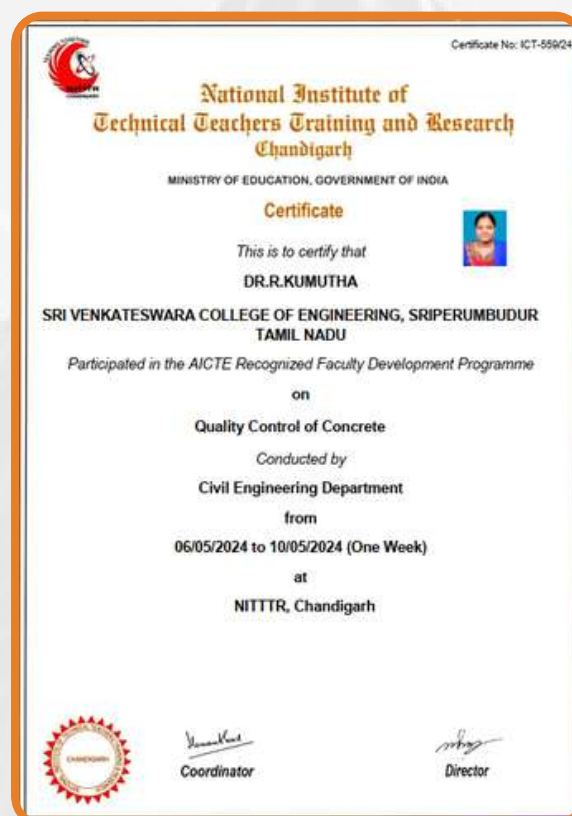 Certificate No: ICT-559/24
National Institute of
Technical Teachers Training and Research
Chandigarh
MINISTRY OF EDUCATION, GOVERNMENT OF INDIA
Certificate
This is to certify that
DR.R.KUMUTHA
SRI VENKATESWARA COLLEGE OF ENGINEERING, SRIPERUMBUDUR
TAMIL NADU
Participated in the AICTE Recognized Faculty Development Programme
on
Quality Control of Concrete
Conducted by
Civil Engineering Department
from
06/05/2024 to 10/05/2024 (One Week)
at
NITTTR, Chandigarh
CHANDIGARH
Coordinator
Director